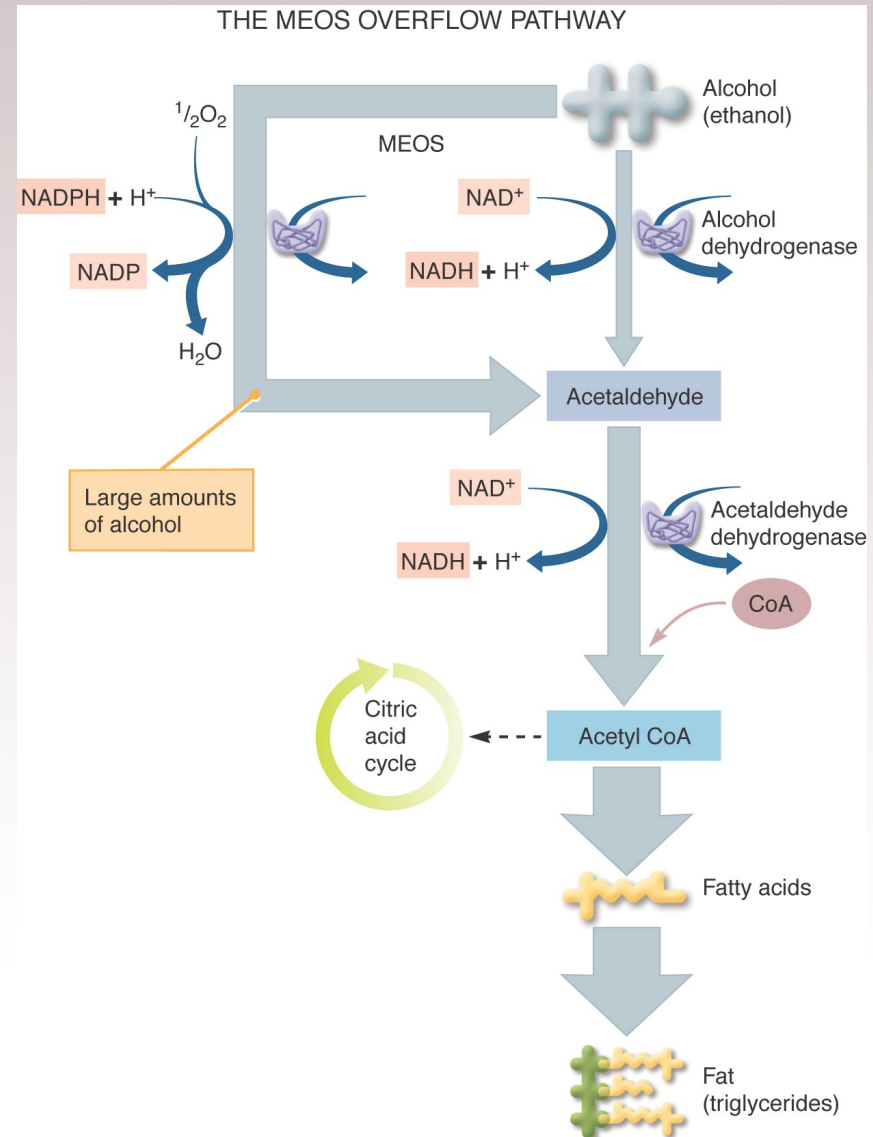 THE MEOS OVERFLOW PATHWAY
Alcohol
(ethanol)
1/2O2
MEOS
NADPH + H+
NAD+
Alcohol
dehydrogenase
NADP
NADH + H+
H2O
Acetaldehyde
Large amounts
of alcohol
NAD+
Acetaldehyde
dehydrogenase
NADH + H+
CoA
Citric
acid
cycle
Acetyl CoA
Fatty acids
Fat
(triglycerides)